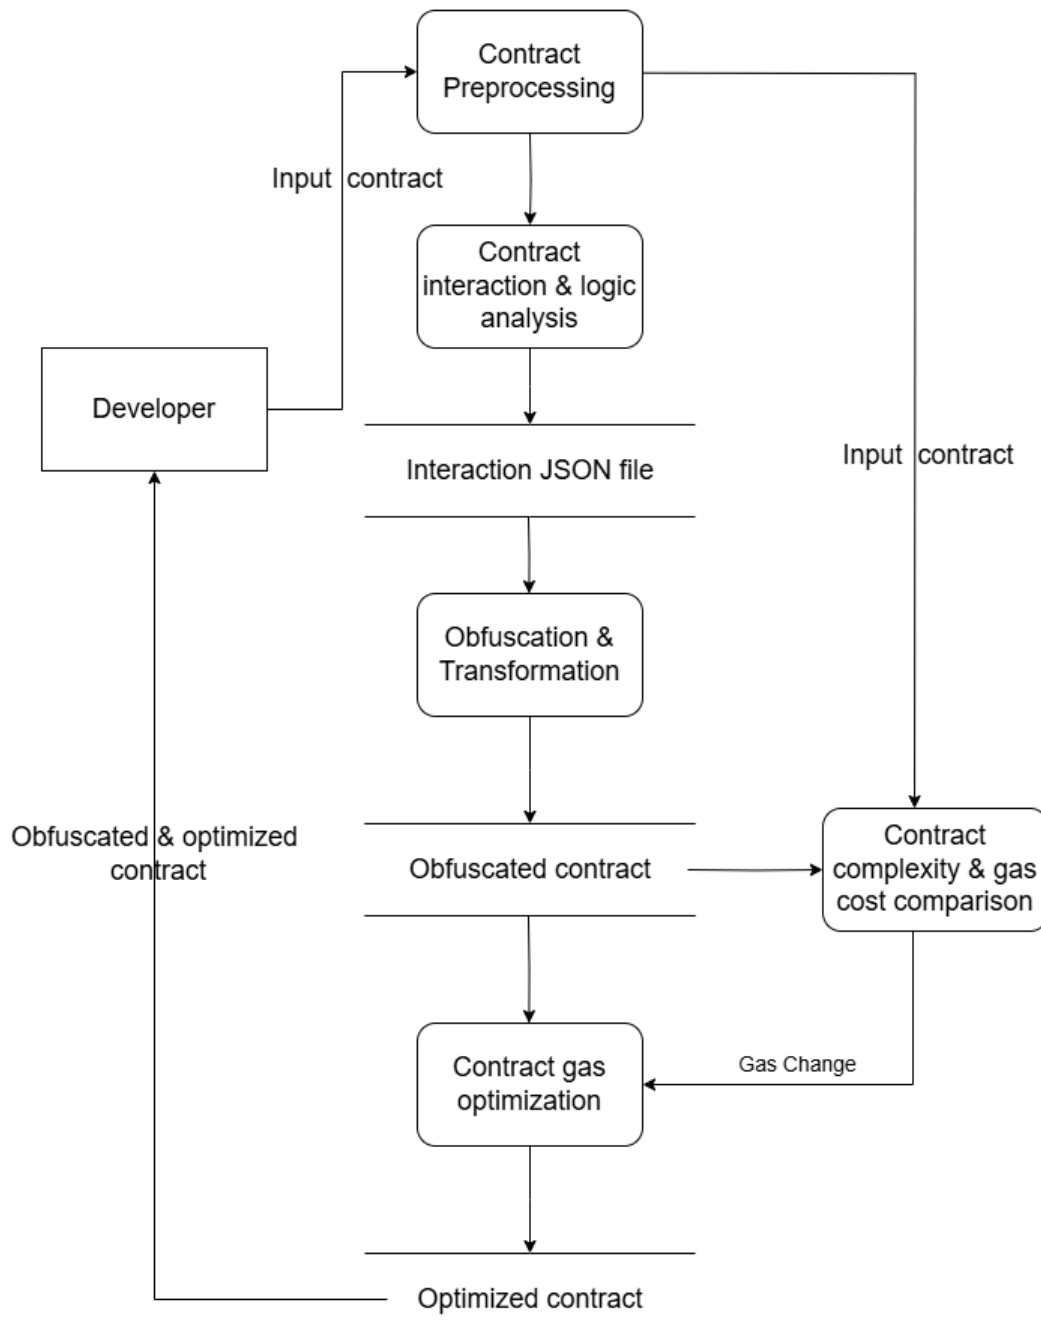 Contract
Preprocessing
Input contract
Contract
interaction & logic
analysis
Developer
Input contract
Interaction JSON file
Obfuscation &
Transformation
Obfuscated & optimized
contract
Obfuscated contract
Contract
complexity & gas
cost comparison
Contract gas
optimization
Gas Change
Optimized contract